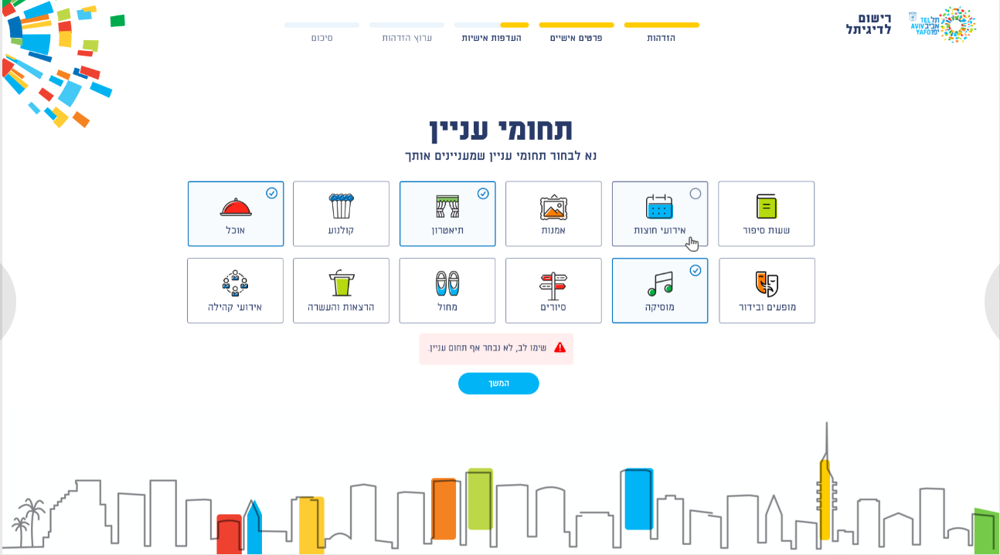 רישום
לדיגיתל
תל
TEL
אביב
AVIV
יפו
YAFO
הזדהות
פרטים אישיים
העדפות אישיות
ערוץ הזדהות
סיכום
תחומי עניין
נא לבחור תחומי עניין שמעניינים אותך
שעות סיפור
אירועי חוצות
אמנות
תיאטרון
קולנוע
אוכל
מופעים ובידור
מוסיקה
סיורים
מחול
הרצאות והעשרה
אירועי קהילה
שימו לב, לא נבחר אף תחום עניין.
המשך